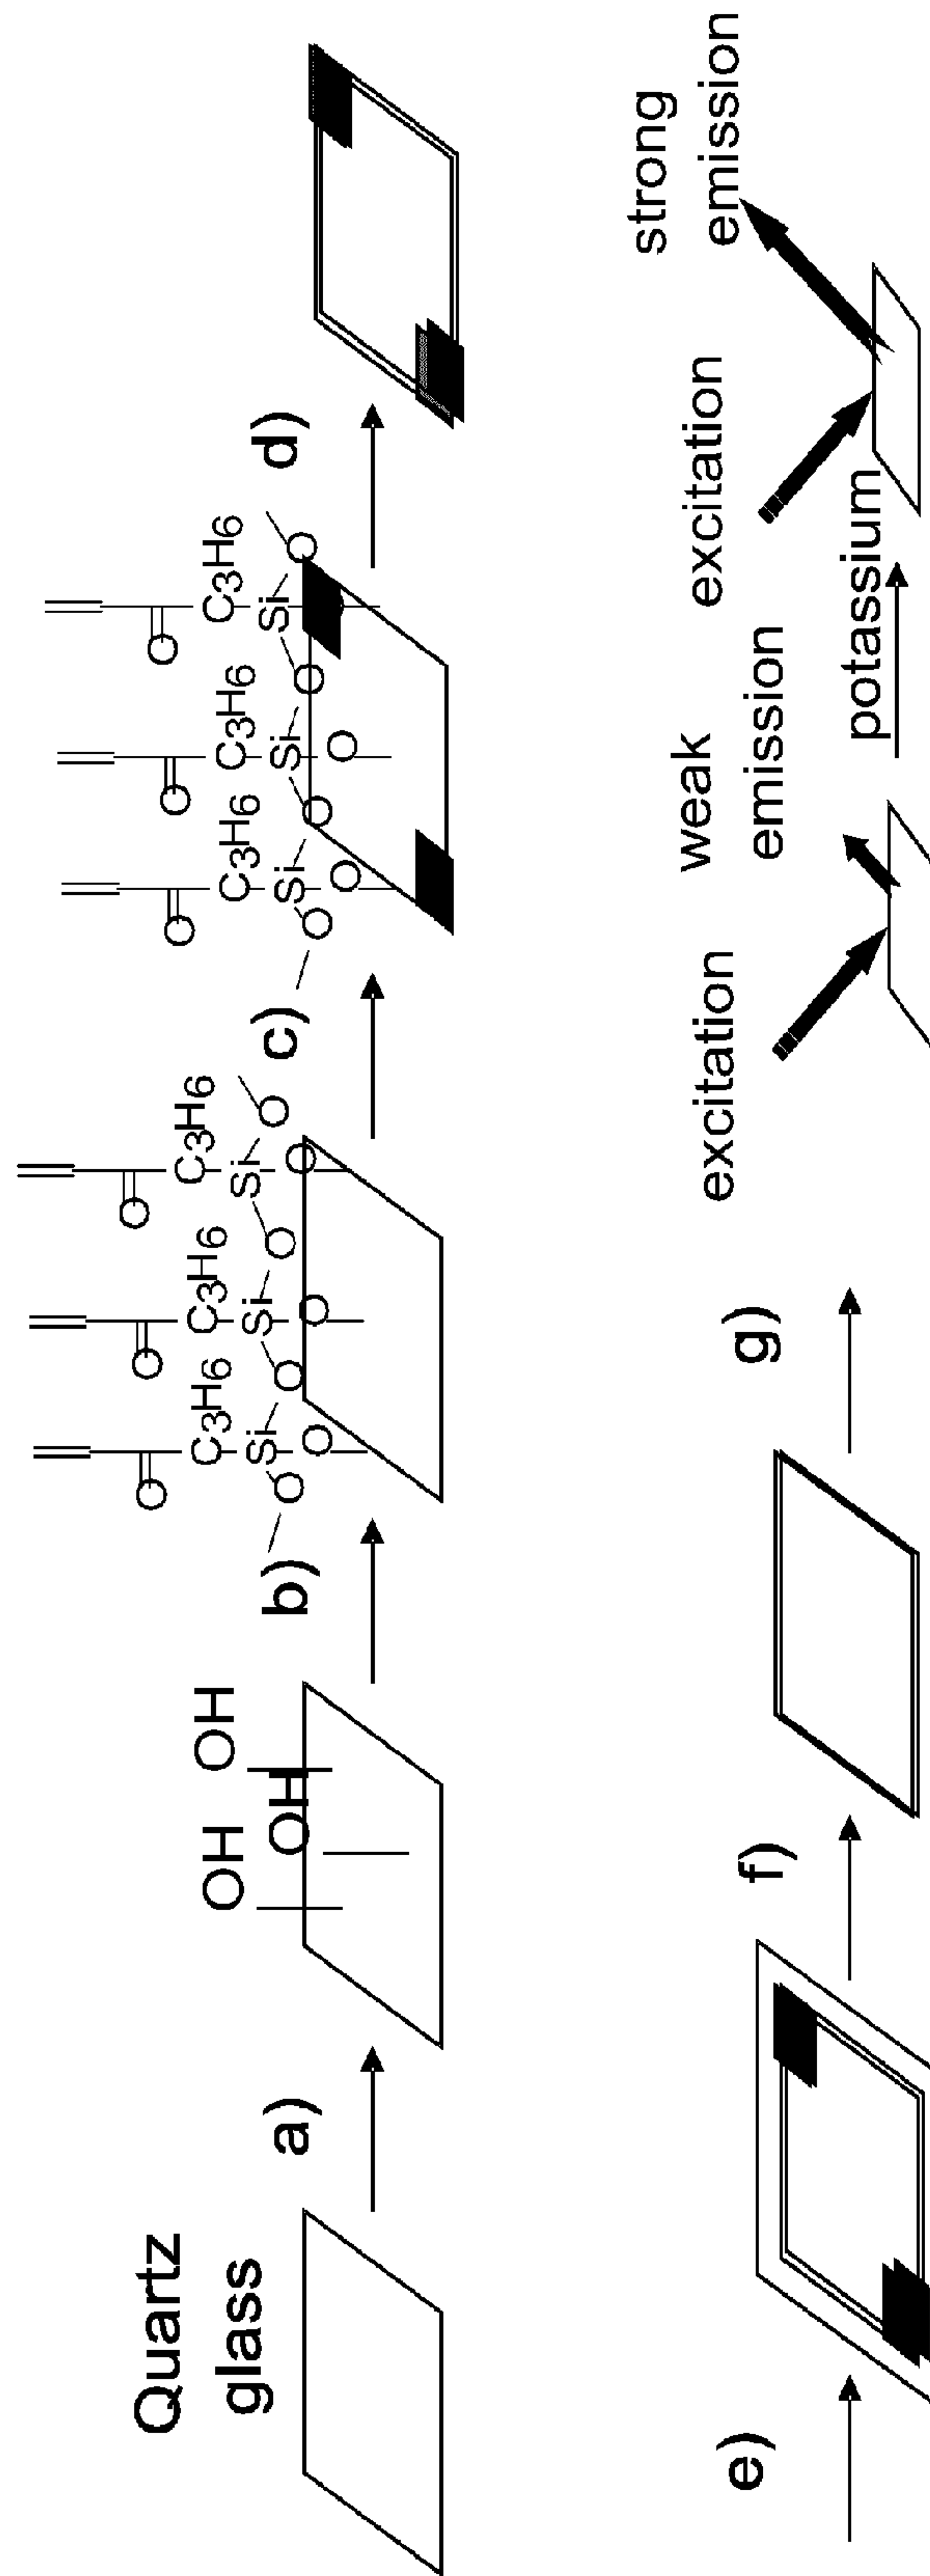 Quartz
glass
a)
OH
OH
OH
b)
C3H6 C3H6 C3H6
O O O
Si Si Si
O O O O
O O O
c)
C3H6 C3H6 C3H6
O O O
Si Si Si
O O O O
O O
d)
e)
f)
g)
excitation
weak
emission
potassium
excitation
strong
emission